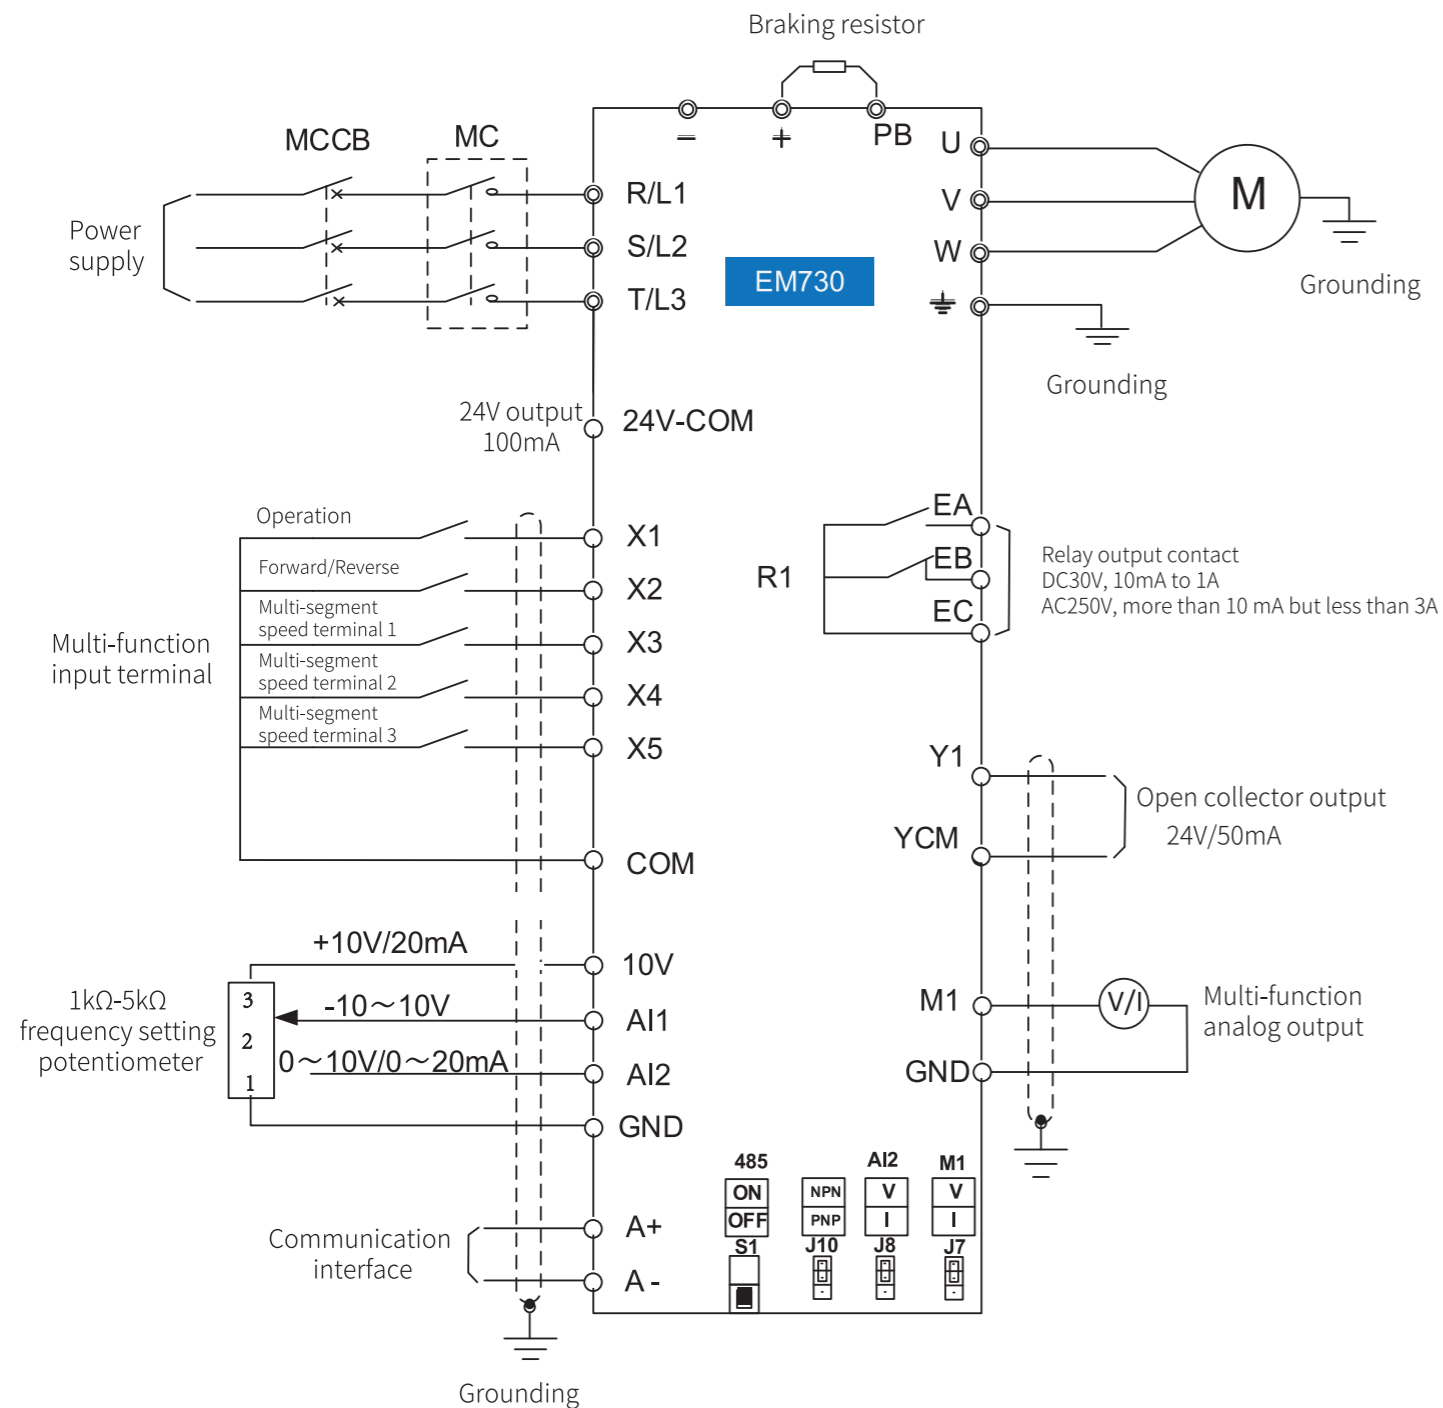 Braking resistor
MCCB
MC
−
+
PB
U
V
W
M
R/L1
S/L2
T/L3
Power
supply
EM730
Grounding
Grounding
24V output
100mA
24V-COM
Operation
Forward/Reverse
Multi-segment
speed terminal 1
Multi-segment
speed terminal 2
Multi-segment
speed terminal 3
Multi-function
input terminal
X1
X2
X3
X4
X5
COM
R1
EA
EB
EC
Relay output contact
DC30V, 10mA to 1A
AC250V, more than 10 mA but less than 3A
Y1
YCM
Open collector output
24V/50mA
+10V/20mA
-10~10V
0~10V/0~20mA
1kΩ-5kΩ
frequency setting
potentiometer
3
2
1
10V
AI1
AI2
GND
M1
GND
V/I
Multi-function
analog output
485
ON
OFF
S1
NPN
PNP
J10
AI2
V
I
J8
M1
V
I
J7
Communication
interface
A+
A -
Grounding